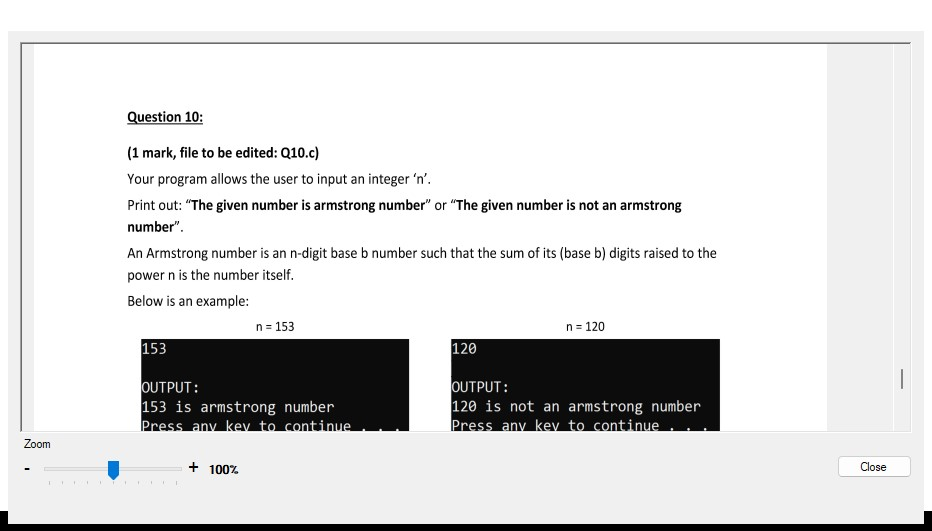 Question 10:
(1 mark, file to be edited: Q10.c)
Your program allows the user to input an integer ‘n’.
Print out: “The given number is armstrong number” or “The given number is not an armstrong
number”.
An Armstrong number is an n-digit base b number such that the sum of its (base b) digits raised to the
power n is the number itself.
Below is an example:
n = 153
n = 120
153
OUTPUT:
153 is armstrong number
Press any key to continue . . .
120
OUTPUT:
120 is not an armstrong number
Press any key to continue . . .
Zoom
- + 100%
Close